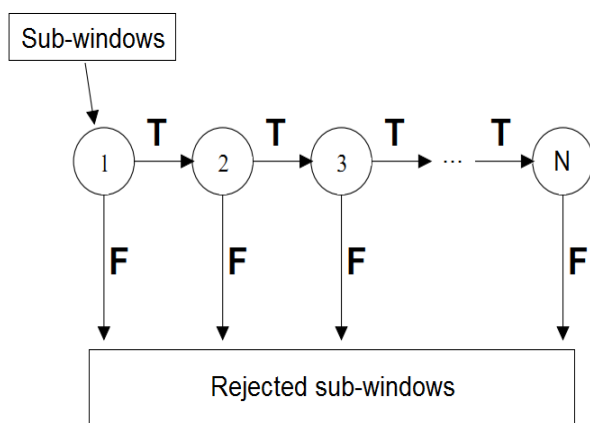 Sub-windows
T T T T
1 2 3 ... N
F F F F
Rejected sub-windows